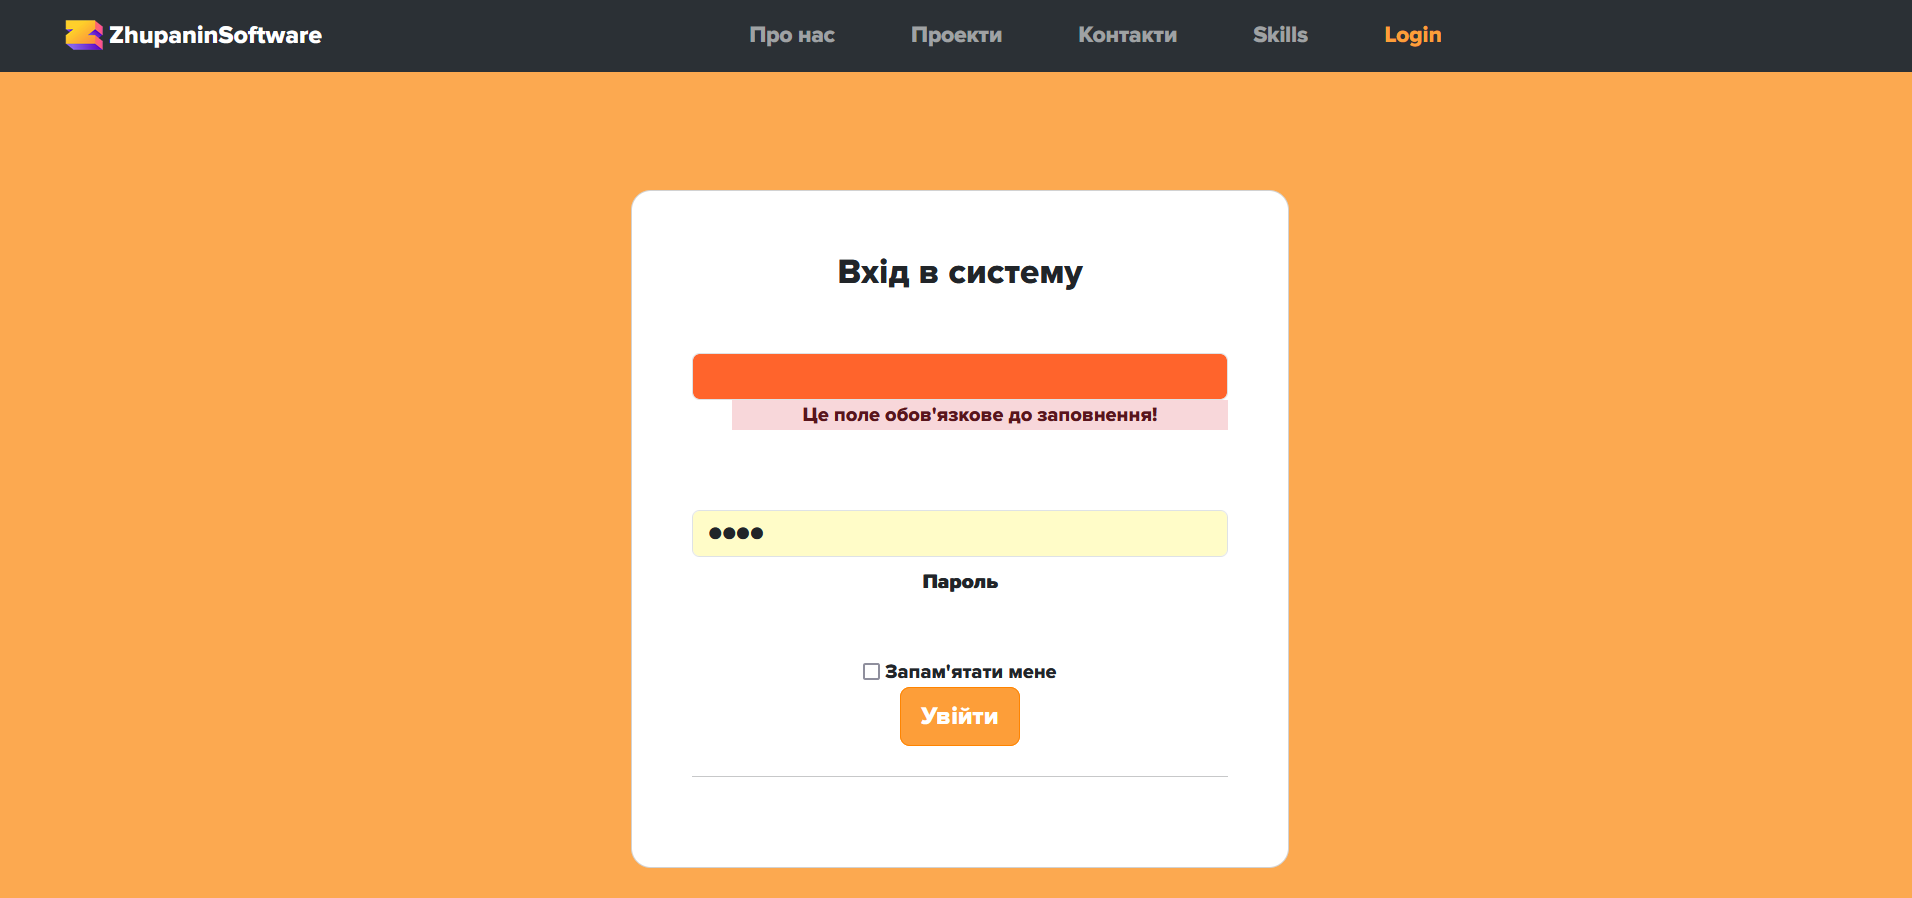 ZhupaninSoftware
Про нас
Проекти
Контакти
Skills
Login
Вхід в систему
Це поле обов'язкове до заповнення!
Пароль
Запам'ятати мене
Увійти